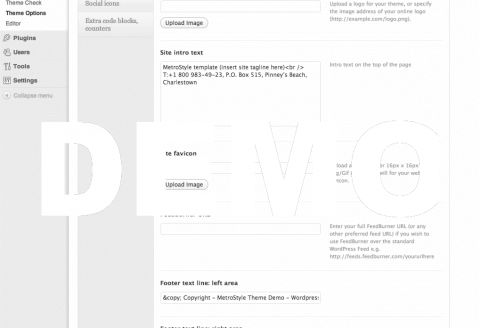 Theme Check
Theme Options
Editor
Plugins
Users
Tools
Settings
Collapse menu
Social icons
Extra code blocks,
counters
Upload Image
Upload a logo for your theme, or specify
the image address of your online logo
(http://example.com/logo.png).
Site intro text
MetroStyle template (insert site tagline here)<br />
T:+1 800 983-49-23, P.O. Box 515, Pinney's Beach,
Charlestown
Intro text on the top of the page
DEMO
te favicon
16px x 16px
will for your web
Upload Image
Enter your full FeedBurner URL (or any
other preferred feed URL) if you wish to
use FeedBurner over the standard
WordPress Feed e.g.
http://feeds.feedburner.com/yoururlhere
Footer text line: left area
&copy; Copyright - MetroStyle Theme Demo - Wordpres